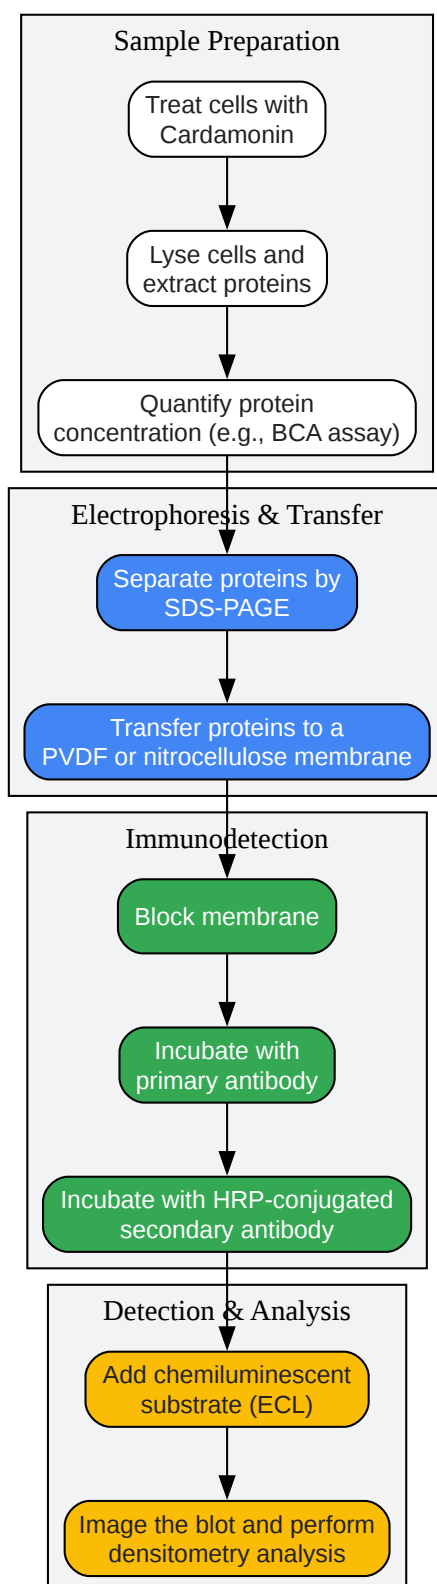 Sample Preparation
Treat cells with
Cardamonin
Lyse cells and
extract proteins
Quantify protein
concentration (e.g., BCA assay)
Electrophoresis & Transfer
Separate proteins by
SDS-PAGE
Transfer proteins to a
PVDF or nitrocellulose membrane
Immunodetection
Block membrane
Incubate with
primary antibody
Incubate with HRP-conjugated
secondary antibody
Detection & Analysis
Add chemiluminescent
substrate (ECL)
Image the blot and perform
densitometry analysis